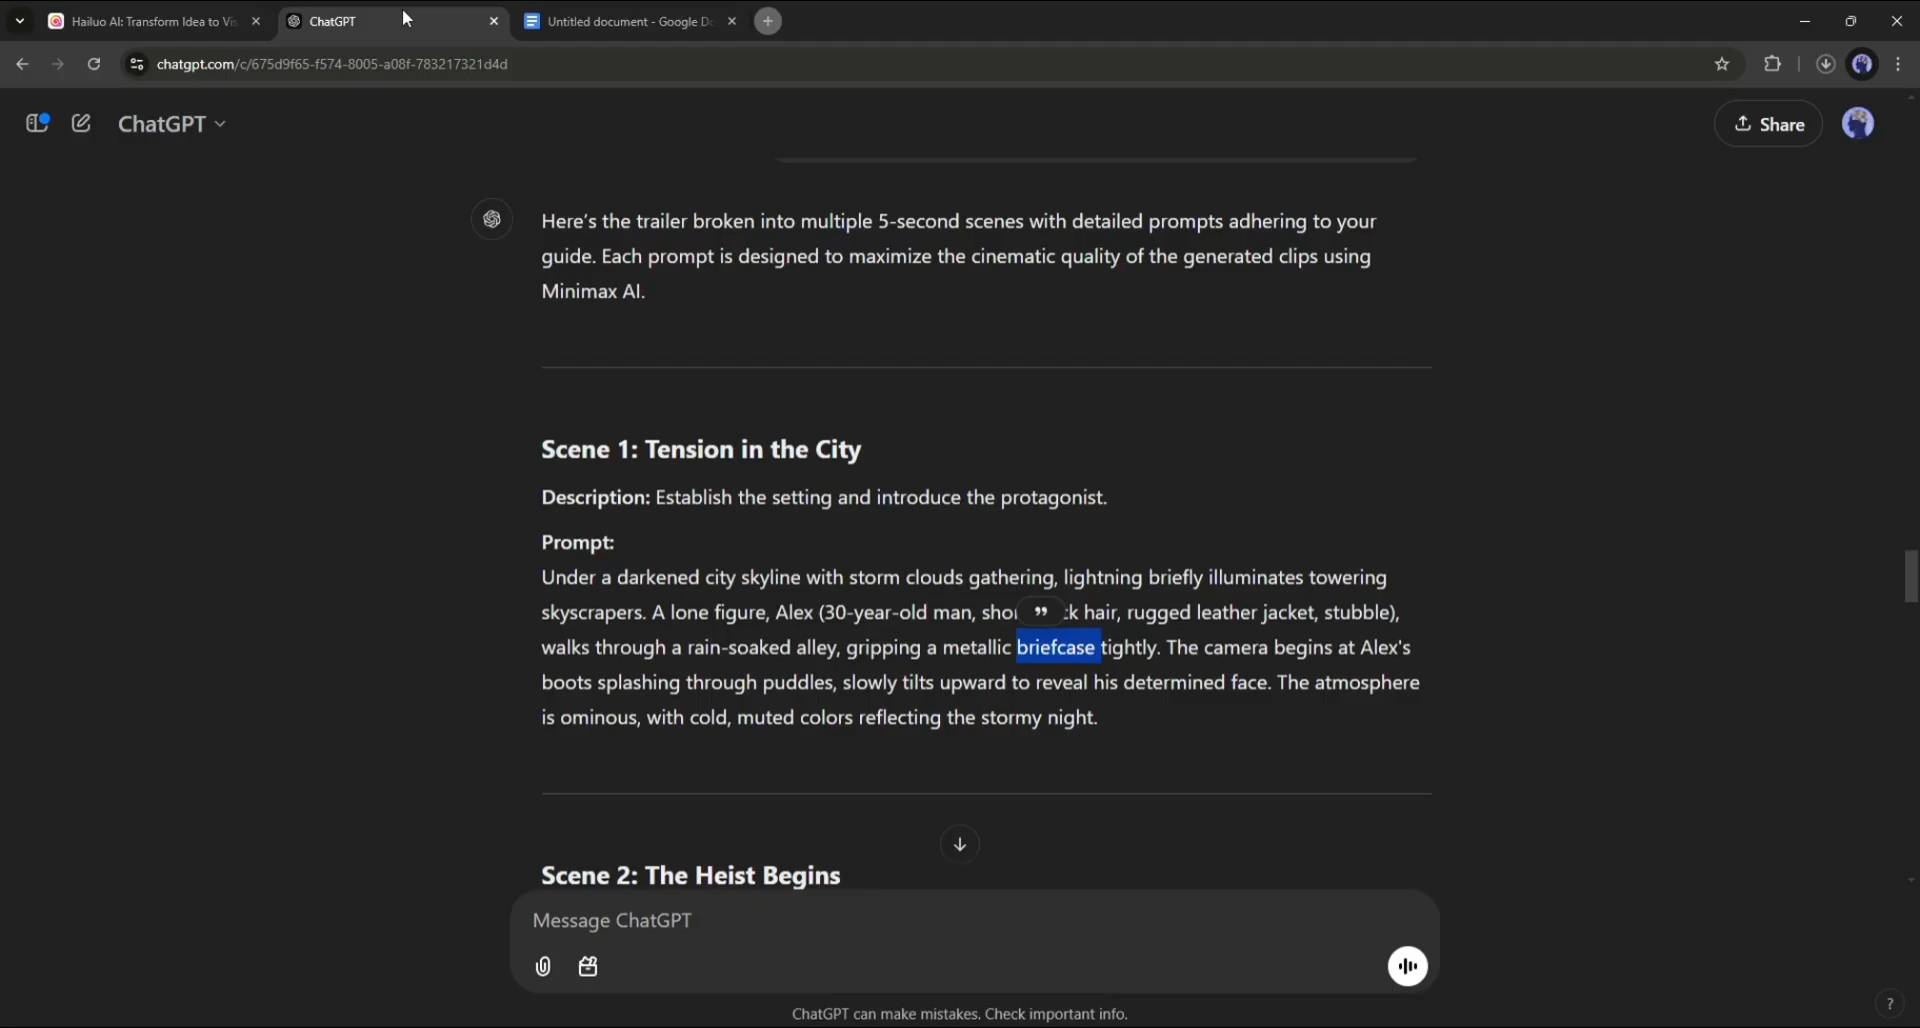 Hailuo AI: Transform Idea to Vis
ChatGPT
Untitled document - Google Do
chatgpt.com/c/675d9f65-f574-8005-a08f-783217321d4d
ChatGPT
Share
Here's the trailer broken into multiple 5-second scenes with detailed prompts adhering to your
guide. Each prompt is designed to maximize the cinematic quality of the generated clips using
Minimax AI.
Scene 1: Tension in the City
Description: Establish the setting and introduce the protagonist.
Prompt:
Under a darkened city skyline with storm clouds gathering, lightning briefly illuminates towering
skyscrapers. A lone figure, Alex (30-year-old man, hair, rugged leather jacket, stubble),
walks through a rain-soaked alley, gripping a metallic briefcase tightly. The camera begins at Alex's
boots splashing through puddles, slowly tilts upward to reveal his determined face. The atmosphere
is ominous, with cold, muted colors reflecting the stormy night.
Scene 2: The Heist Begins
Message ChatGPT
ChatGPT can make mistakes. Check important info.
?